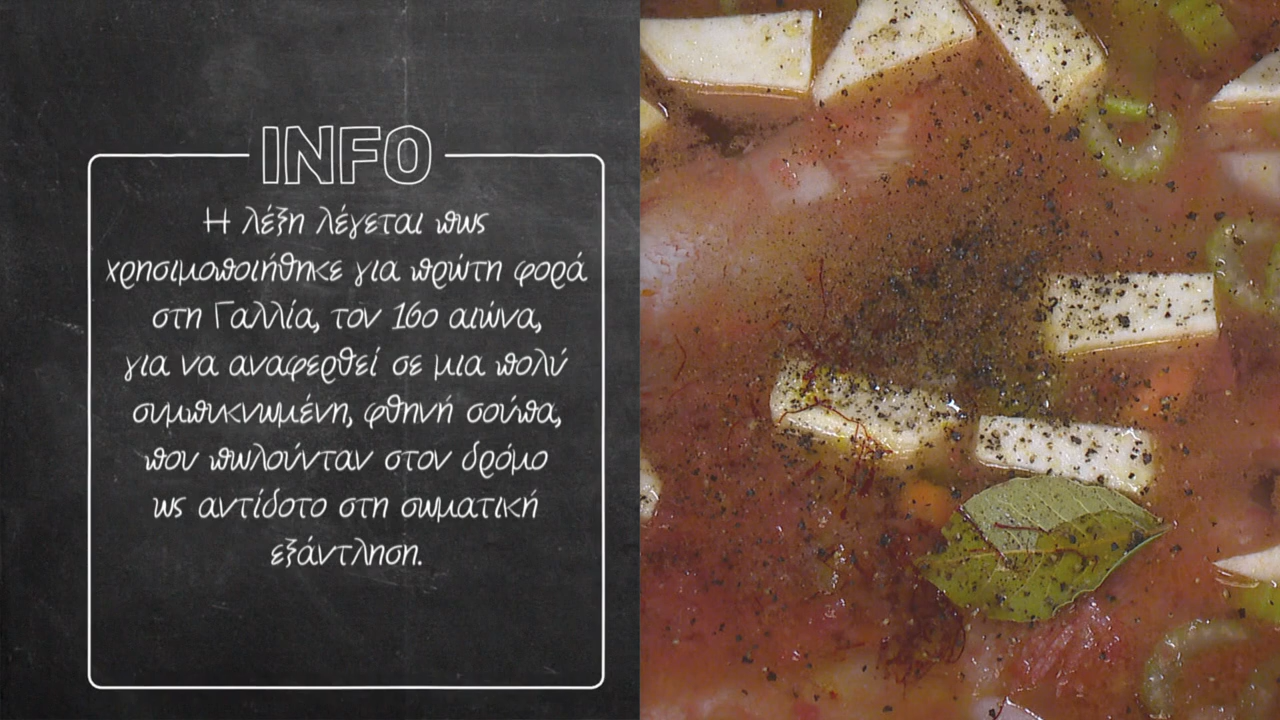 INFO
Η λέξη λέγεται πως
χρησιμοποιήθηκε για πρώτη φορά
στη Γαλλία, τον 16ο αιώνα,
για να αναφερθεί σε μια πολύ
συμπυκνωμένη, φθηνή σούπα,
που πωλούνταν στον δρόμο
ως αντίδοτο στη σωματική
εξάντληση.